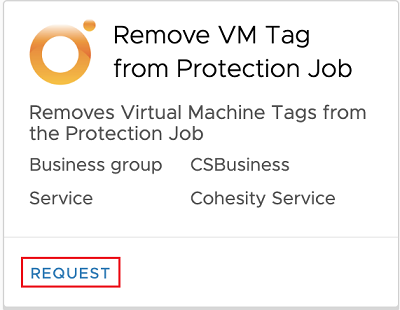 Remove VM Tag
from Protection Job
Removes Virtual Machine Tags from
the Protection Job
Business group CSBusiness
Service Cohesity Service
REQUEST